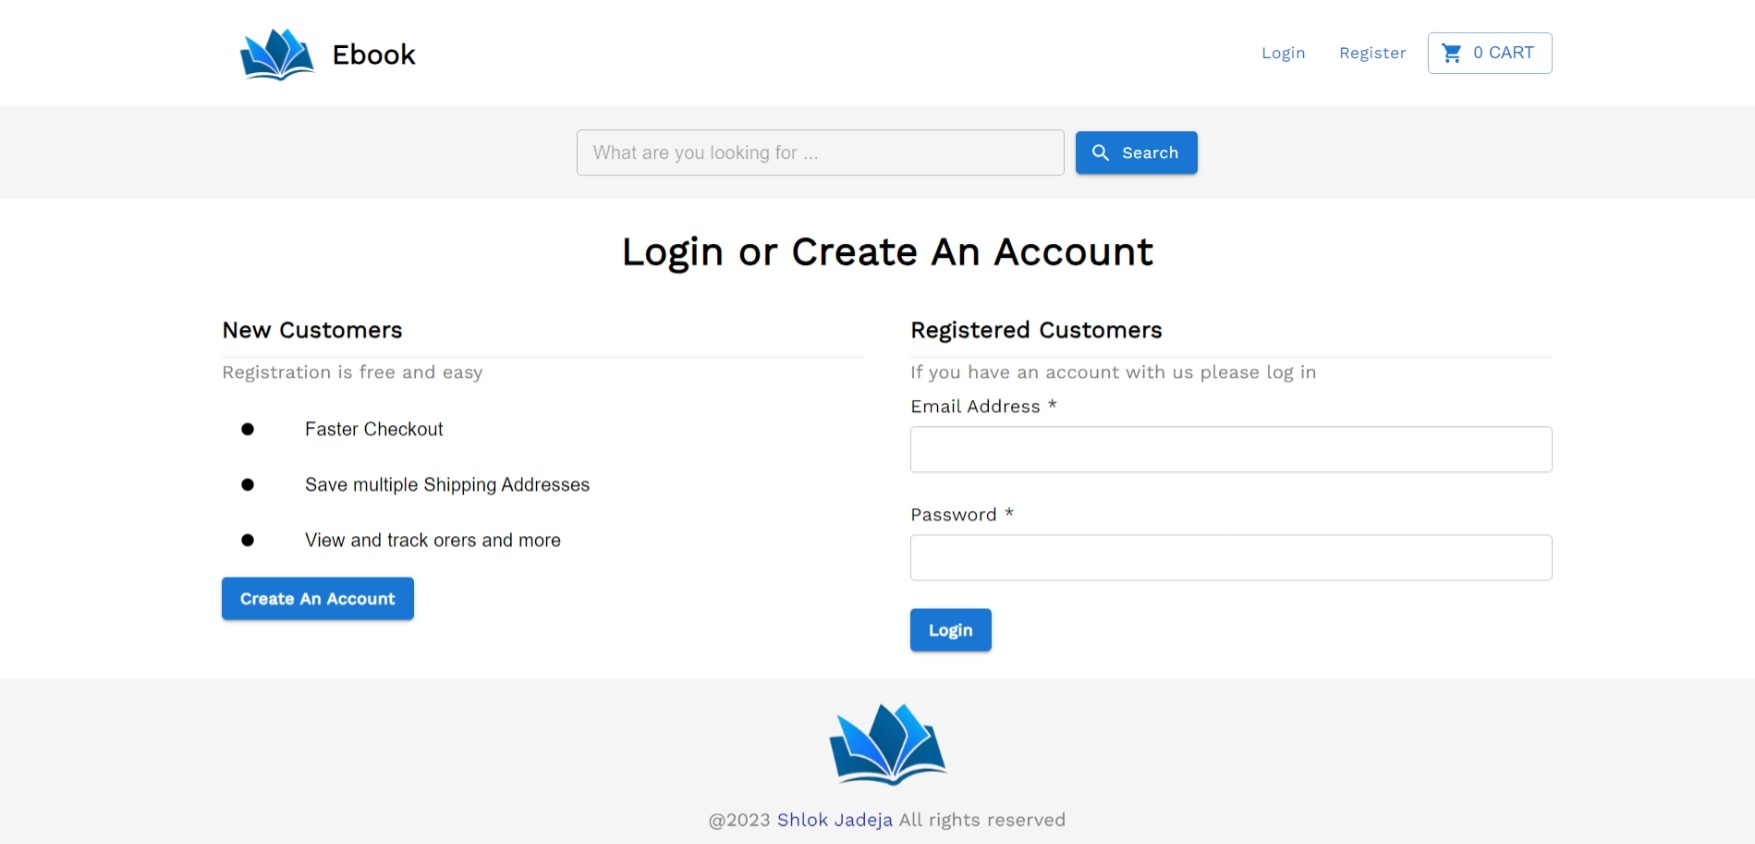 Ebook
Login
Register
0 CART
What are you looking for ...
Search
Login or Create An Account
New Customers
Registration is free and easy
Faster Checkout
Save multiple Shipping Addresses
View and track orers and more
Create An Account
Registered Customers
If you have an account with us please log in
Email Address *
Password *
Login
@2023 Shlok Jadeja All rights reserved